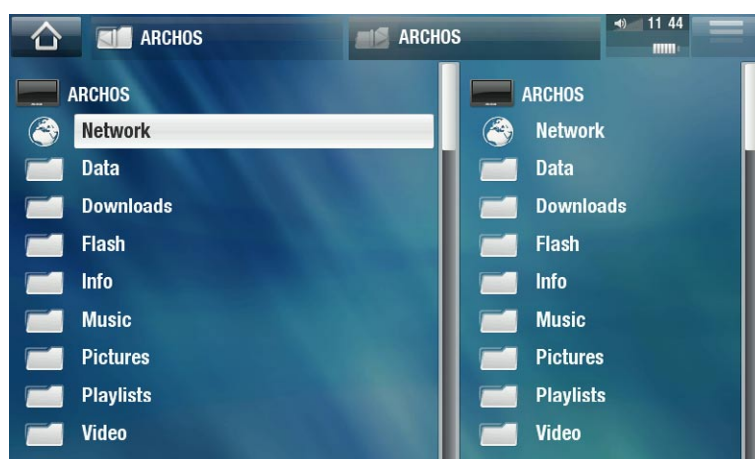 ARCHOS
ARCHOS
11 44
ARCHOS
Network
Data
Downloads
Flash
Info
Music
Pictures
Playlists
Video
ARCHOS
Network
Data
Downloads
Flash
Info
Music
Pictures
Playlists
Video